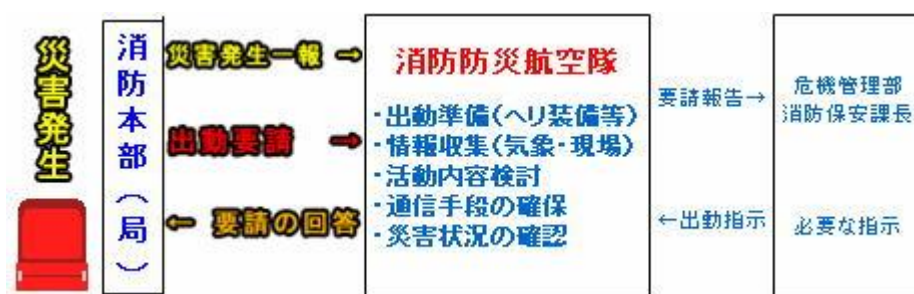 災害発生
消防本部(局)
災害発生一報 →
出動要請 →
← 要請の回答
消防防災航空隊
・出動準備(ヘリ装備等)
・情報収集(気象・現場)
・活動内容検討
・通信手段の確保
・災害状況の確認
要請報告→
←出動指示
危機管理部
消防保安課長
必要な指示